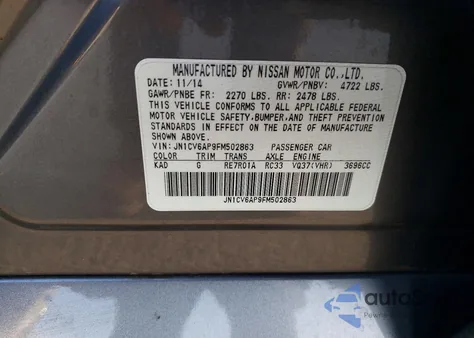 MANUFACTURED BY NISSAN MOTOR CO.,LTD.
DATE: 11/14 GVWR/PNBV: 4722 LBS.
GAWR/PNBE FR: 2270 LBS. RR: 2478 LBS.
THIS VEHICLE CONFORMS TO ALL APPLICABLE FEDERAL
MOTOR VEHICLE SAFETY,BUMPER,AND THEFT PREVENTION
STANDARDS IN EFFECT ON THE DATE OF MANUFACTURE
SHOWN ABOVE.
VIN: JN1CV6AP9FM502863 PASSENGER CAR
COLOR TRIM TRANS AXLE ENGINE
KAD G RE7R01A RC33 VQ37(VHR) 3696CC
JN1CV6AP9FM502863